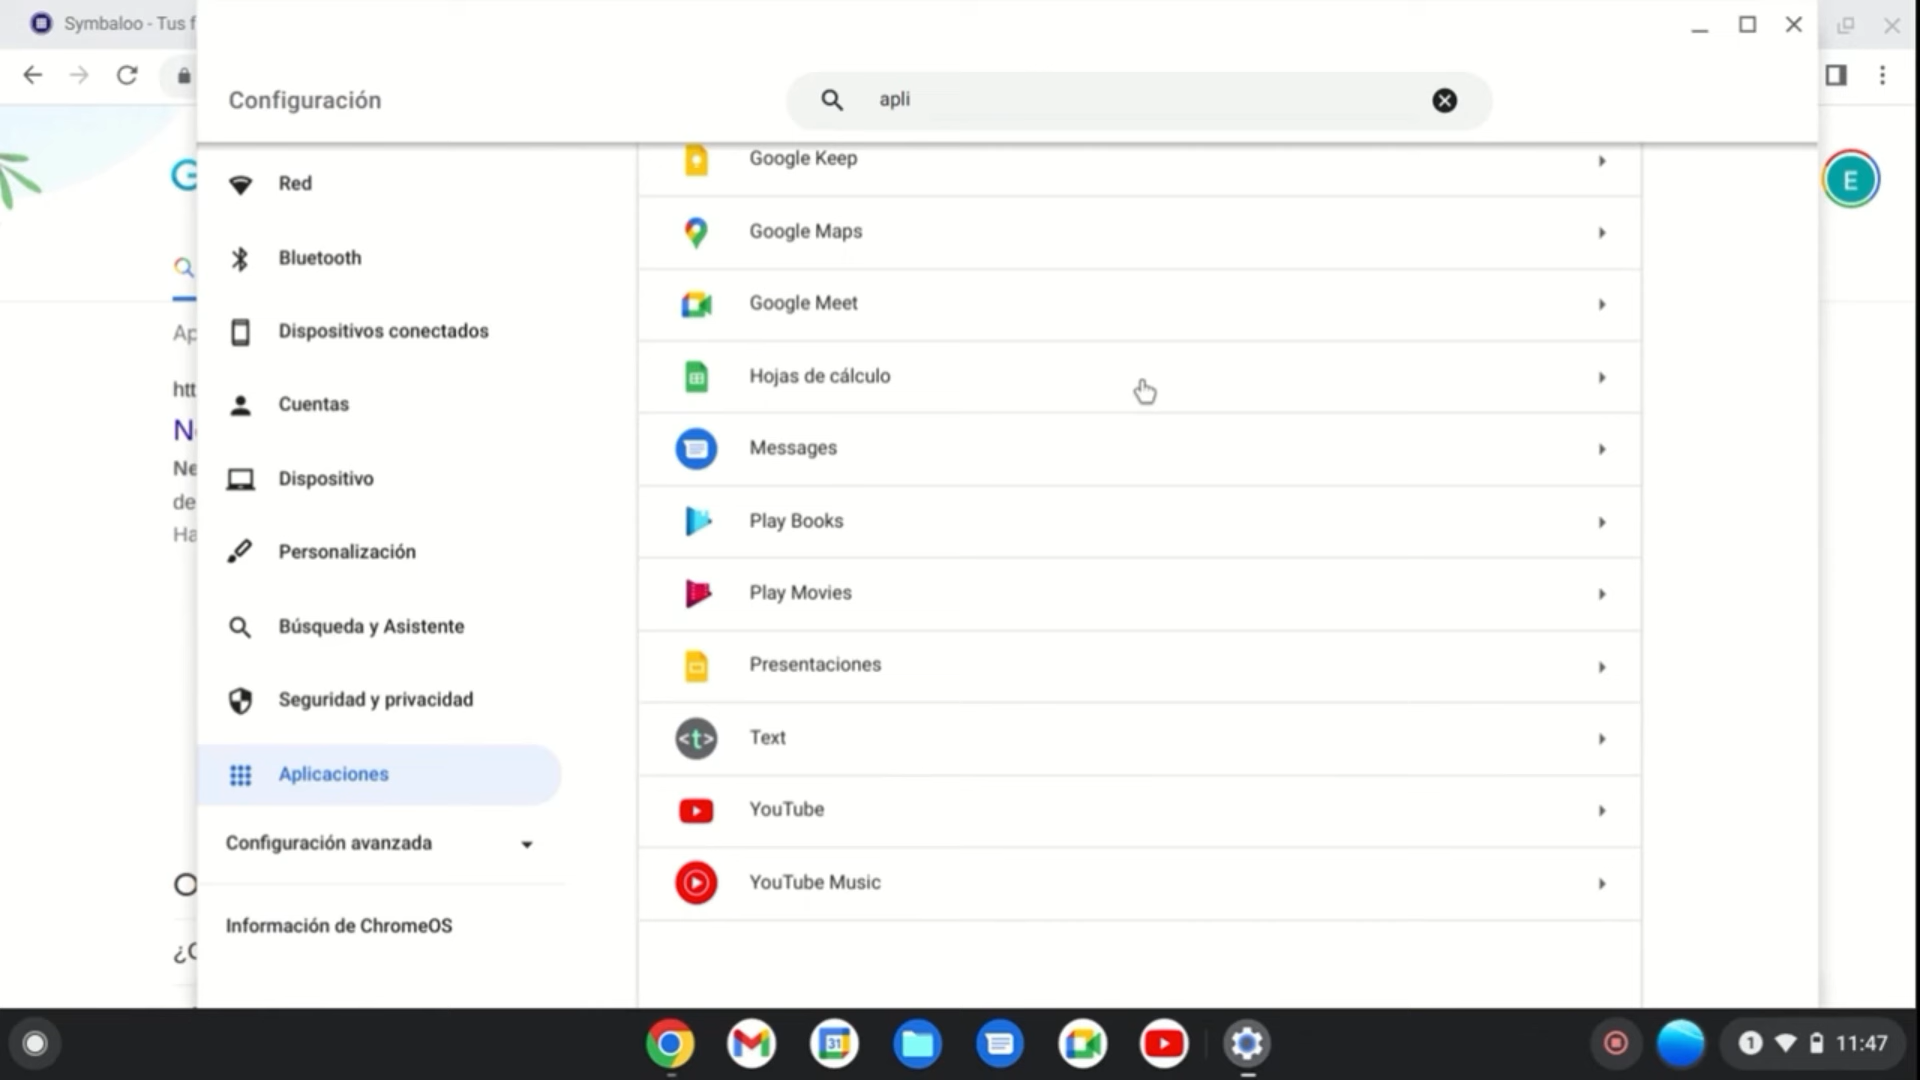 Symbaloo - Tus f
Configuración
apli
Red
Bluetooth
Dispositivos conectados
Cuentas
Dispositivo
Personalización
Búsqueda y Asistente
Seguridad y privacidad
Aplicaciones
Configuración avanzada
Información de ChromeOS
Google Keep
Google Maps
Google Meet
Hojas de cálculo
Messages
Play Books
Play Movies
Presentaciones
<t> Text
YouTube
YouTube Music
E
G
Ap
htt
Ne
de
Ha
31
1
11:47